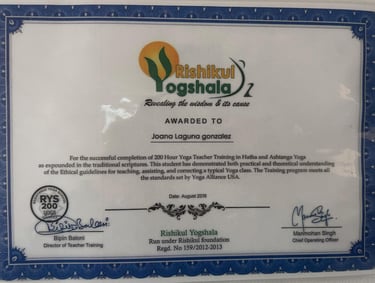 Rishikul
Yogshala
Revealing the wisdom & its cause
AWARDED TO
Joana Laguna gonzalez
For the successful completion of 200 Hour Yoga Teacher Training in Hatha and Ashtanga Yoga
as expounded in the traditional scriptures. This student has demonstrated both practical and theoretical understanding
of the Ethical guidelines for teaching, assisting, and correcting a typical Yoga class. The Training program meets all
the standards set by Yoga Alliance USA.
Date: August 2016
RYS
200
Bipin Baloni
Director of Teacher Training
Rishikul Yogshala
Run under Rishikul foundation
Regd. No 159/2012-2013
Manmohan Singh
Chief Operating Officer